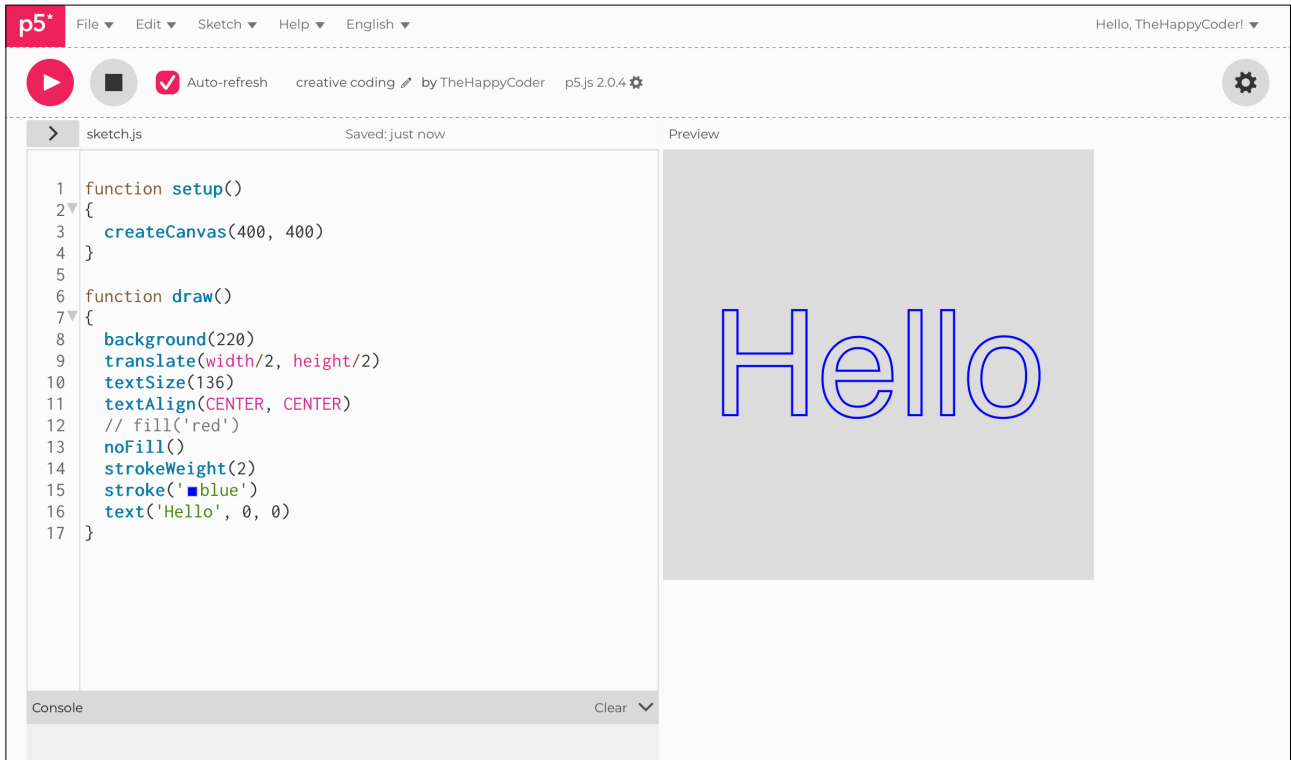 p5* File Edit Sketch Help English Hello, TheHappyCoder!
Auto-refresh creative coding by TheHappyCoder p5.js 2.0.4
> sketch.js Saved: just now Preview
1 function setup()
2 {
3 createCanvas(400, 400)
4 }
5
6 function draw()
7 {
8 background(220)
9 translate(width/2, height/2)
10 textSize(136)
11 textAlign(CENTER, CENTER)
12 // fill('red')
13 noFill()
14 strokeWeight(2)
15 stroke('blue')
16 text('Hello', 0, 0)
17 }
Hello
Console Clear